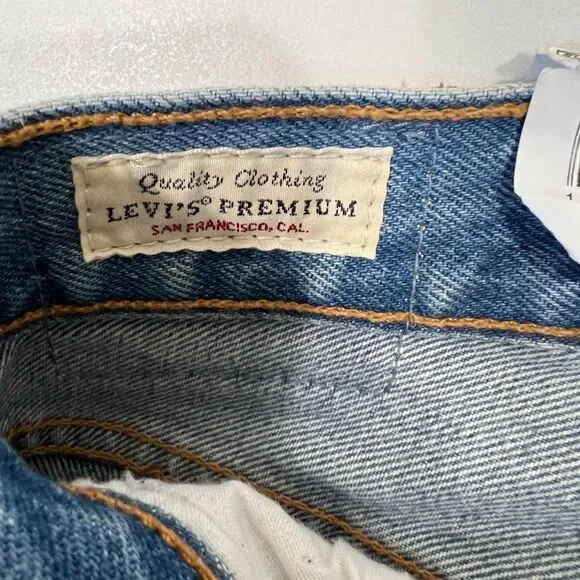 Quality Clothing
LEVI'S® PREMIUM
SAN FRANCISCO, CAL.